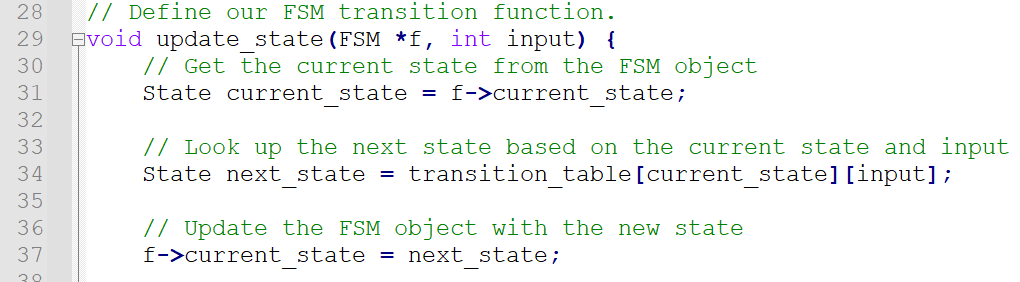 28 // Define our FSM transition function.
29 void update_state(FSM *f, int input) {
30 // Get the current state from the FSM object
31 State current_state = f->current_state;
32
33 // Look up the next state based on the current state and input
34 State next_state = transition_table[current_state][input];
35
36 // Update the FSM object with the new state
37 f->current_state = next_state;
38